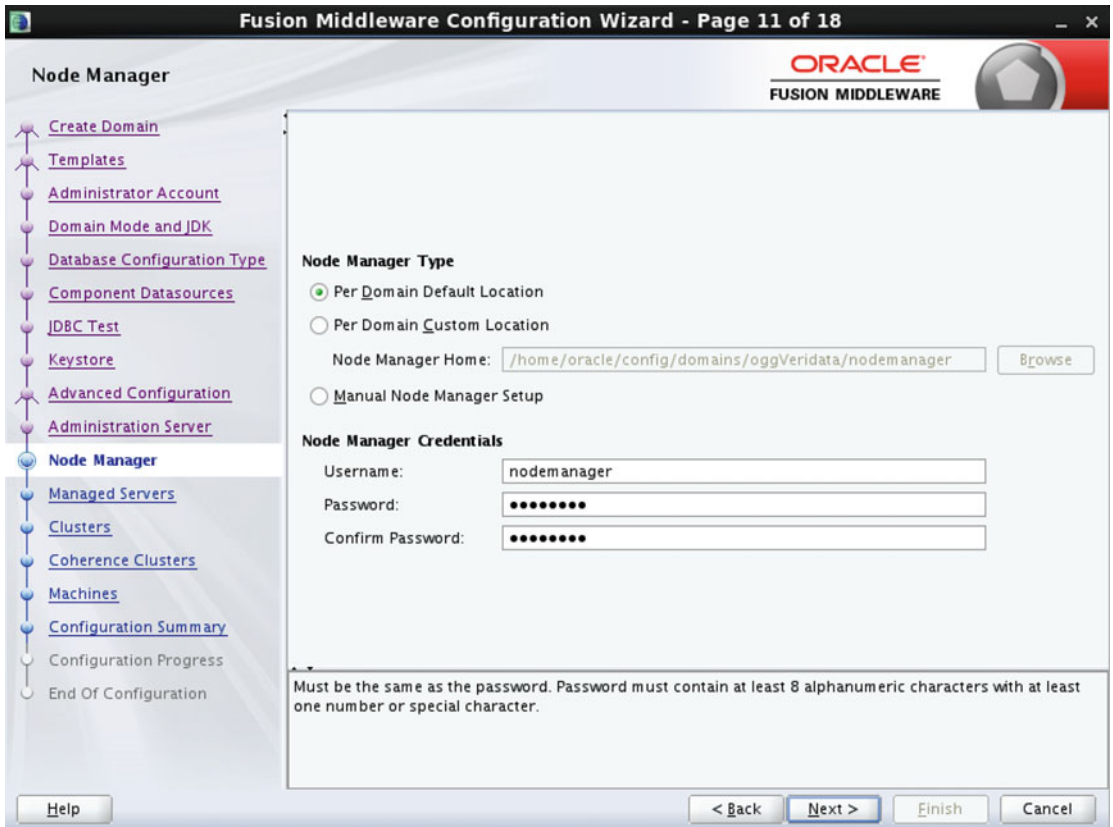 Fusion Middleware Configuration Wizard - Page 11 of 18
Node Manager
ORACLE
FUSION MIDDLEWARE
Create Domain
Templates
Administrator Account
Domain Mode and JDK
Database Configuration Type
Component Datasources
JDBC Test
Keystore
Advanced Configuration
Administration Server
Node Manager
Managed Servers
Clusters
Coherence Clusters
Machines
Configuration Summary
Configuration Progress
End Of Configuration
Node Manager Type
Per Domain Default Location
Per Domain Custom Location
Node Manager Home: /home/oracle/config/domains/oggVeridata/nodemanager Browse
Manual Node Manager Setup
Node Manager Credentials
Username: nodemanager
Password: ••••••••
Confirm Password: ••••••••
Must be the same as the password. Password must contain at least 8 alphanumeric characters with at least
one number or special character.
Help < Back Next > Finish Cancel